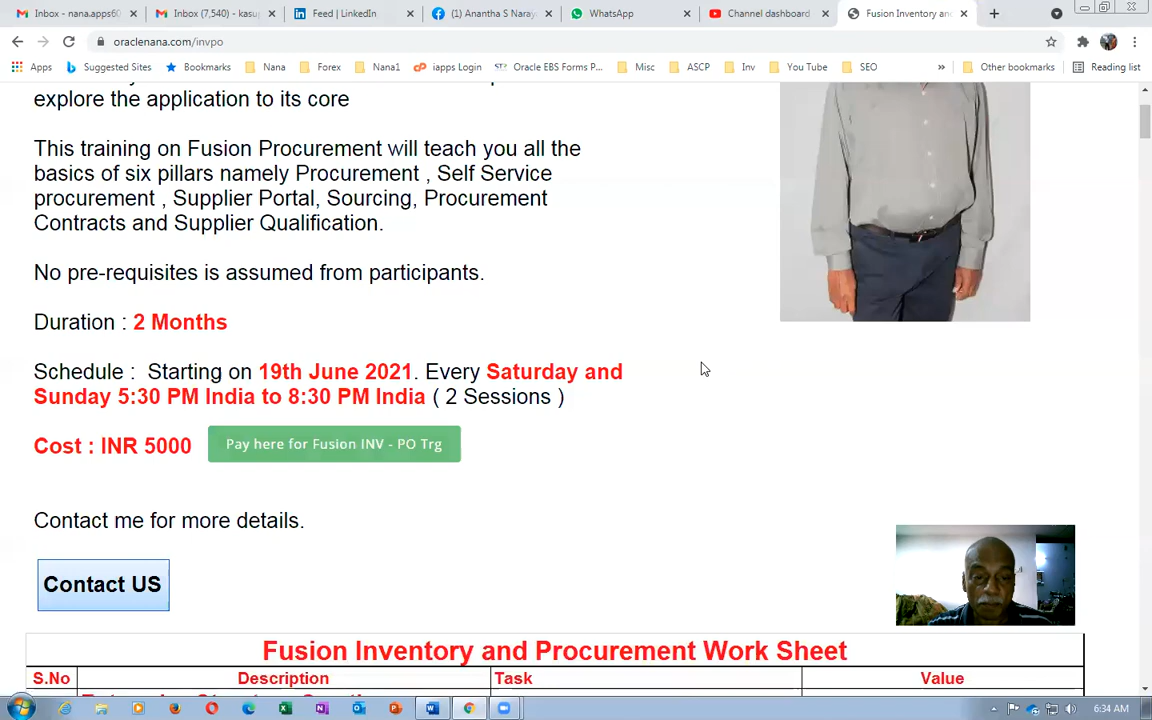 Inbox - nana.apps60
Inbox (7,540) - kasu
Feed | LinkedIn
(1) Anantha S Naray
WhatsApp
Channel dashboard
Fusion Inventory an
oraclenana.com/invpo
Apps
Suggested Sites
Bookmarks
Nana
Forex
Nana1
iapps Login
Oracle EBS Forms P...
Misc
ASCP
Inv
You Tube
SEO
»
Other bookmarks
Reading list
explore the application to its core
This training on Fusion Procurement will teach you all the
basics of six pillars namely Procurement , Self Service
procurement , Supplier Portal, Sourcing, Procurement
Contracts and Supplier Qualification.
No pre-requisites is assumed from participants.
Duration : 2 Months
Schedule :  Starting on 19th June 2021. Every Saturday and
Sunday 5:30 PM India to 8:30 PM India ( 2 Sessions )
Cost : INR 5000 Pay here for Fusion INV - PO Trg
Contact me for more details.
Contact US
Fusion Inventory and Procurement Work Sheet
S.No Description Task Value
6:34 AM